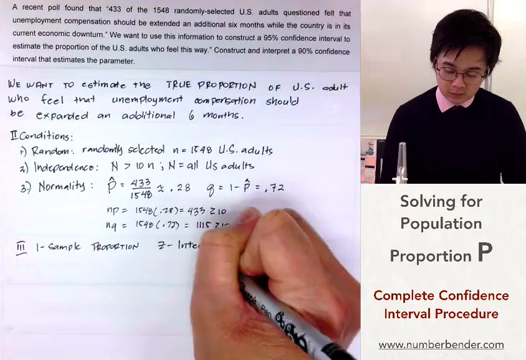 A recent poll found that "433 of the 1548 randomly-selected U.S. adults questioned felt that
unemployment compensation should be extended an additional six months while the country is in
its current economic downturn." We want to use this information to construct a 95% confidence interval to
estimate the proportion of the U.S. adults who feel this way." Construct and interpret a 90% confidence
interval that estimates the parameter.
WE WANT TO estimate THE TRUE PROPORTION OF U.S. adult
who feel that unemployment compensation should
be expanded an additional 6 months.
II Conditions:
1) Random: randomly selected n = 1548 U.S. adults
2) Independence: N > 10n ; N = all US adults
3) Normality: p̂ = 433/1548 ≈ .28 q = 1 - p̂ = .72
np = 1548(.28) = 433 ≥ 10
nq = 1548(.72) = 1115 ≥
III 1-Sample PROPORTION Z-Inte
Solving for
Population
Proportion P
Complete Confidence
Interval Procedure
www.numberbender.com